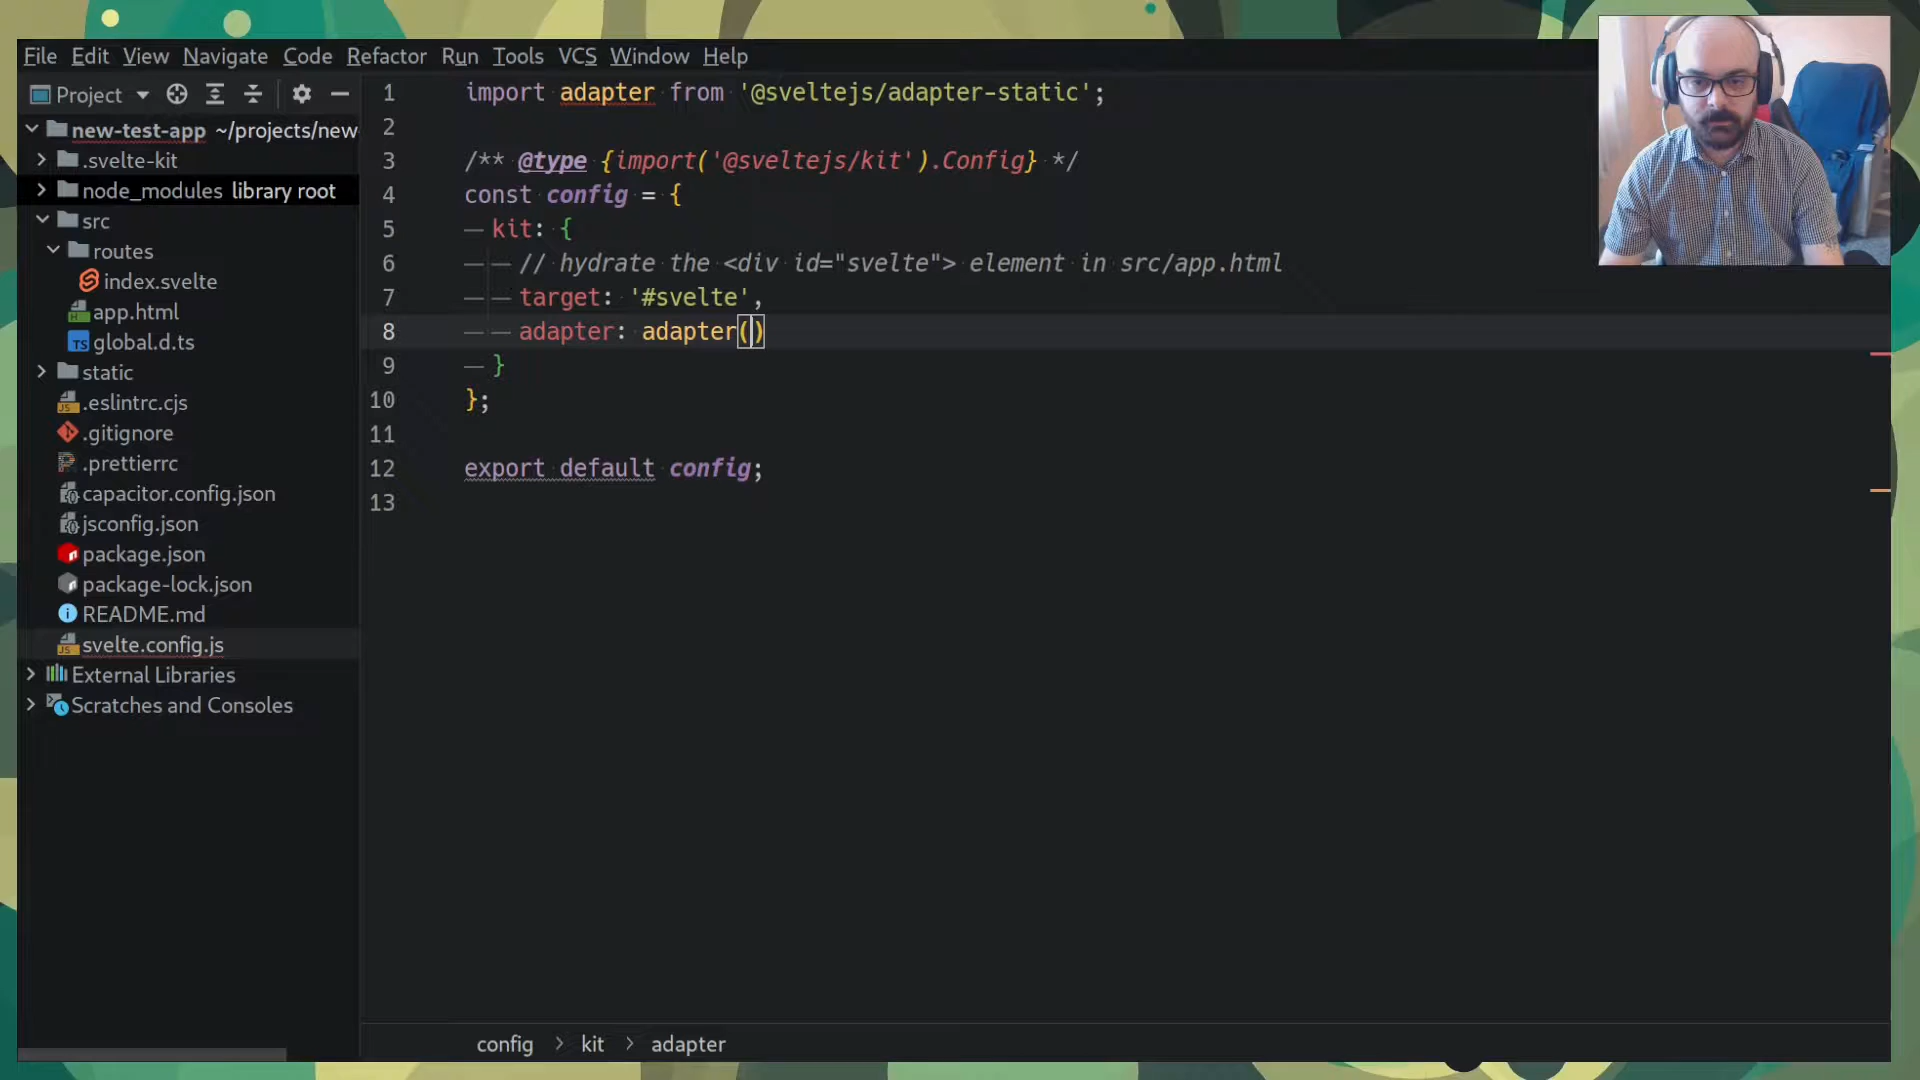 File Edit View Navigate Code Refactor Run Tools VCS Window Help
Project
new-test-app ~/projects/new-
.svelte-kit
node_modules library root
src
routes
index.svelte
app.html
global.d.ts
static
.eslintrc.cjs
.gitignore
.prettierrc
capacitor.config.json
jsconfig.json
package.json
package-lock.json
README.md
svelte.config.js
External Libraries
Scratches and Consoles
1 import adapter from '@sveltejs/adapter-static';
2
3 /** @type {import('@sveltejs/kit').Config} */
4 const config = {
5 kit: {
6 // hydrate the <div id="svelte"> element in src/app.html
7 target: '#svelte',
8 adapter: adapter()
9 }
10 };
11
12 export default config;
13
config > kit > adapter